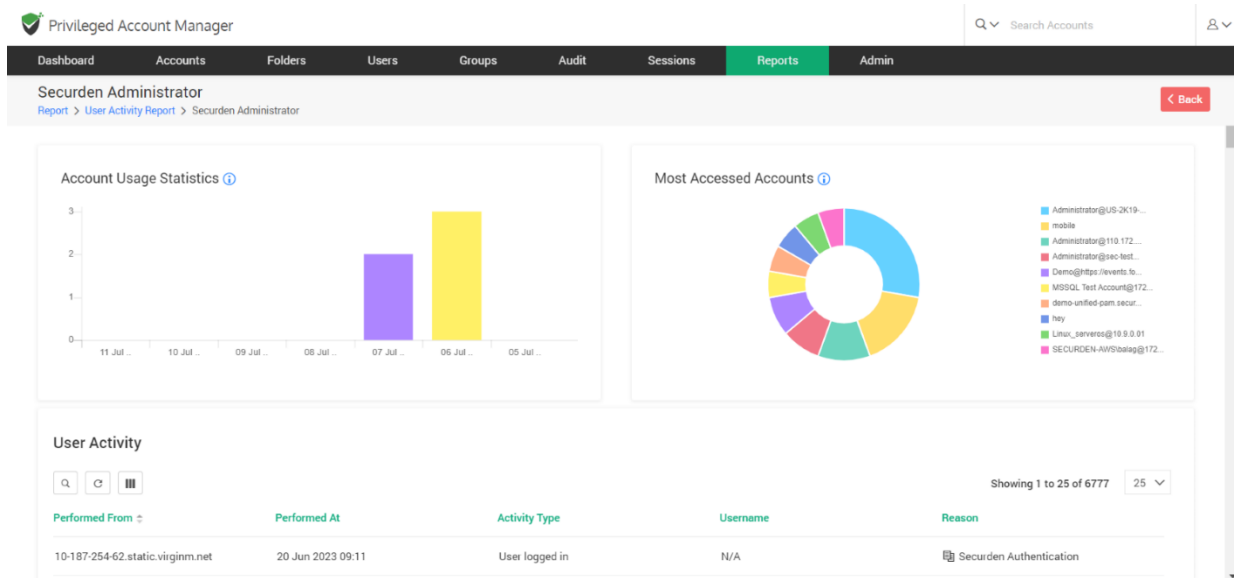 Privileged Account Manager
Search Accounts
Dashboard Accounts Folders Users Groups Audit Sessions Reports Admin
Securden Administrator
Report > User Activity Report > Securden Administrator
< Back
Account Usage Statistics
3
2
1
0
11 Jul ... 10 Jul ... 09 Jul ... 08 Jul ... 07 Jul ... 06 Jul ... 05 Jul ...
Most Accessed Accounts
Administrator@US-2K19-...
mobile
Administrator@110.172....
Administrator@sec-test...
Demo@https://events.fo...
MSSQL Test Account@172...
demo-unified-pam.secur...
hey
Linux_serveros@10.9.0.01
SECURDEN-AWS\balag@172...
User Activity
Showing 1 to 25 of 6777 25
Performed From Performed At Activity Type Username Reason
10-187-254-62.static.virginm.net 20 Jun 2023 09:11 User logged in N/A Securden Authentication